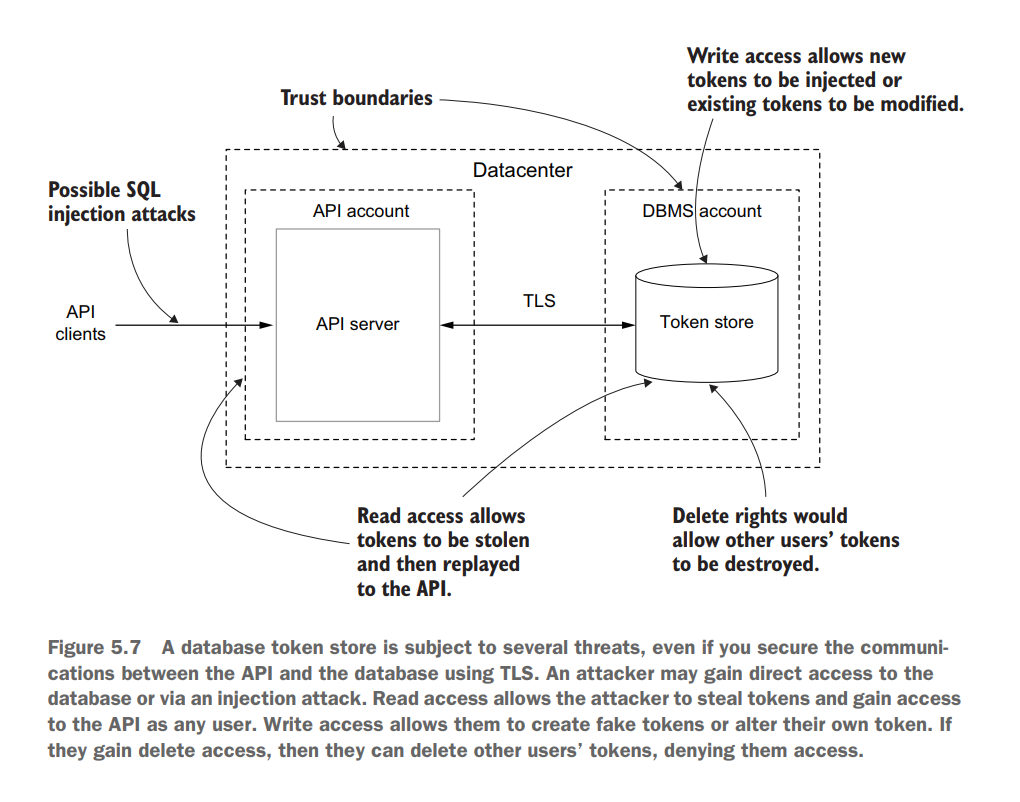 Write access allows new
tokens to be injected or
existing tokens to be modified.
Trust boundaries
Datacenter
Possible SQL
injection attacks
API account
DBMS account
API
clients
API server
TLS
Token store
Read access allows
tokens to be stolen
and then replayed
to the API.
Delete rights would
allow other users’ tokens
to be destroyed.
Figure 5.7 A database token store is subject to several threats, even if you secure the communi-
cations between the API and the database using TLS. An attacker may gain direct access to the
database or via an injection attack. Read access allows the attacker to steal tokens and gain access
to the API as any user. Write access allows them to create fake tokens or alter their own token. If
they gain delete access, then they can delete other users’ tokens, denying them access.